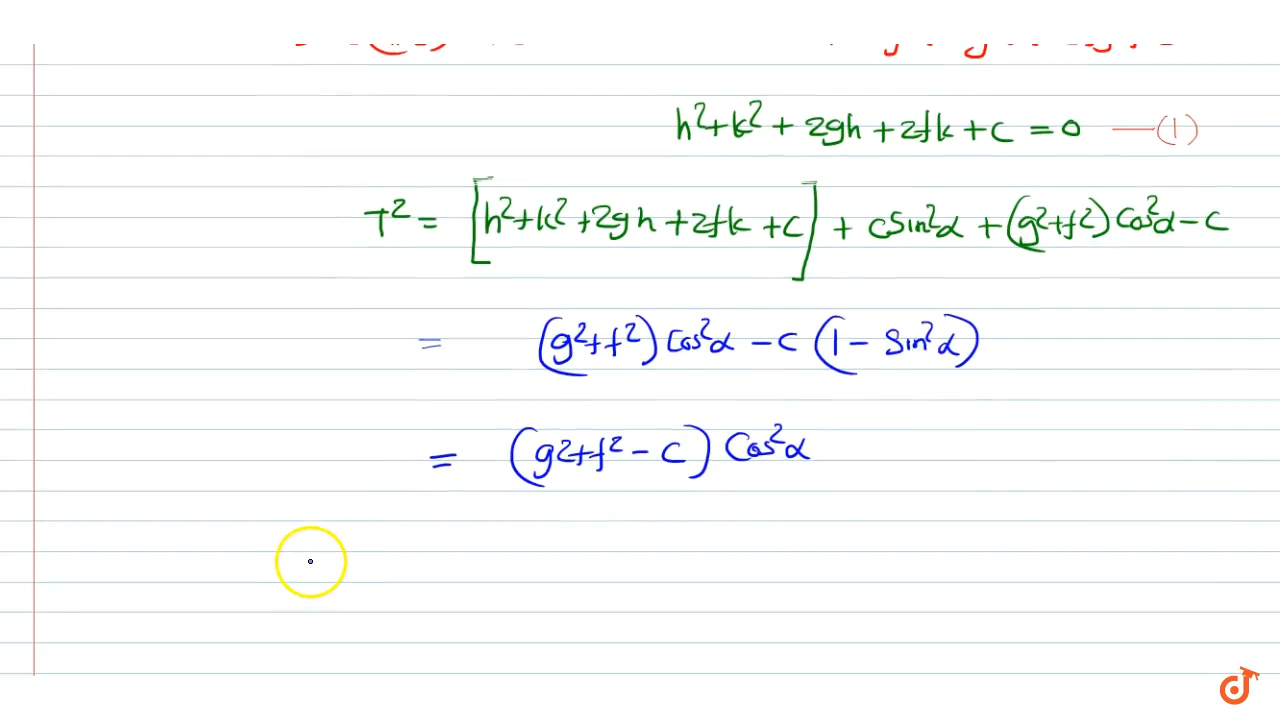 h²+k²+2gh+2fk+c=0 —(1)
T² = [h²+k²+2gh+2fk+c] + c sin²α + (g²+f²) Cos²α - c
= (g²+f²) Cos²α - c (1 - Sin²α)
= (g²+f² - c) Cos²α